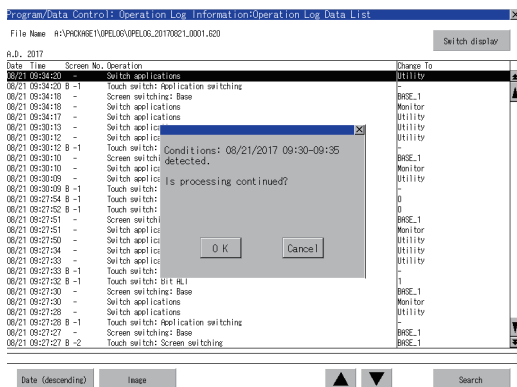 Program/Data Control: Operation Log Information:Operation Log Data List
File Name A:\PACKAGE1\OPELOG\OPELOG_20170821_0001.G2O
Switch display
A.D. 2017
Date Time Screen No. Operation Change To
08/21 09:34:20 - Switch applications Utility
08/21 09:34:20 B -1 Touch switch: Application switching -
08/21 09:34:18 - Screen switching: Base BASE_1
08/21 09:34:18 - Switch applications Monitor
08/21 09:34:17 - Switch applications Utility
08/21 09:30:13 - Switch applica Utility
08/21 09:30:12 - Switch applica Utility
08/21 09:30:12 B -1 Touch switch: -
08/21 09:30:10 - Screen switchi BASE_1
08/21 09:30:10 - Switch applica Monitor
08/21 09:30:09 - Switch applica Utility
08/21 09:30:09 B -1 Touch switch: -
08/21 09:27:54 B -1 Touch switch: 0
08/21 09:27:52 B -1 Touch switch: 0
08/21 09:27:51 - Screen switchi BASE_1
08/21 09:27:51 - Switch applica Monitor
08/21 09:27:50 - Switch applica Utility
08/21 09:27:34 - Switch applica Utility
08/21 09:27:33 - Switch applica Utility
08/21 09:27:33 B -1 Touch switch: -
08/21 09:27:32 B -1 Touch switch: Bit ALT 1
08/21 09:27:30 - Screen switching: Base BASE_1
08/21 09:27:30 - Switch applications Monitor
08/21 09:27:28 - Switch applications Utility
08/21 09:27:28 B -1 Touch switch: Application switching -
08/21 09:27:27 - Screen switching: Base BASE_1
08/21 09:27:27 B -2 Touch switch: Screen switching BASE_1
Conditions: 08/21/2017 09:30-09:35
detected.
Is processing continued?
OK Cancel
Date (descending) Image Search